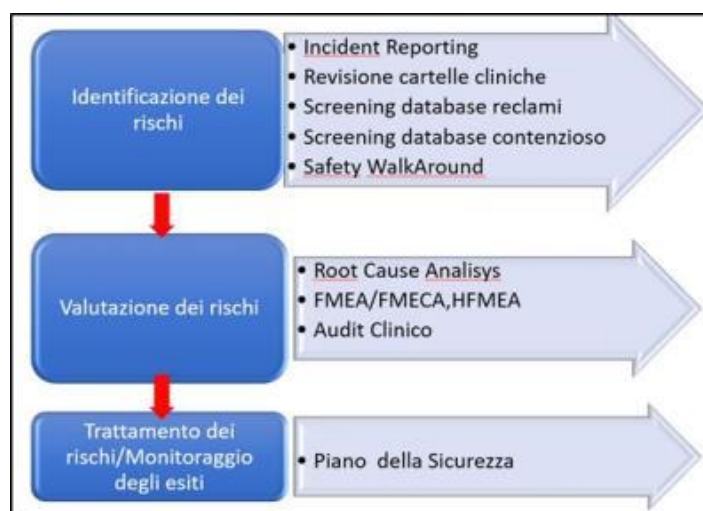 Identificazione dei
rischi
• Incident Reporting
• Revisione cartelle cliniche
• Screening database reclami
• Screening database contenzioso
• Safety WalkAround
Valutazione dei rischi
• Root Cause Analisys
• FMEA/FMECA,HFMEA
• Audit Clinico
Trattamento dei
rischi/Monitoraggio
degli esiti
• Piano della Sicurezza